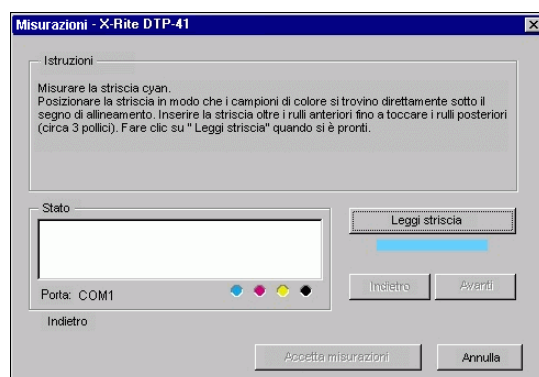 Misurazioni - X-Rite DTP-41
Istruzioni
Misurare la striscia cyan.
Posizionare la striscia in modo che i campioni di colore si trovino direttamente sotto il
segno di allineamento. Inserire la striscia oltre i rulli anteriori fino a toccare i rulli posteriori
(circa 3 pollici). Fare clic su " Leggi striscia" quando si è pronti.
Stato
Leggi striscia
Porta: COM1
Indietro
Avanti
Indietro
Accetta misurazioni
Annulla